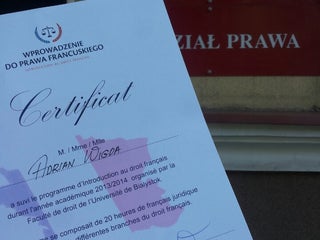 WPROWADZENIE
DO PRAWA FRANCUSKIEGO
ZIAŁ PRAWA
Certificat
M. / Mme / Mlle
ADRIAN WIGDA
a suivi le programme d'Introduction au droit français
durant l'année académique 2013/2014, organisé par la
Faculté de droit de l'Université de Białystok.
se composait de 20 heures de français juridique
différentes branches du droit français.